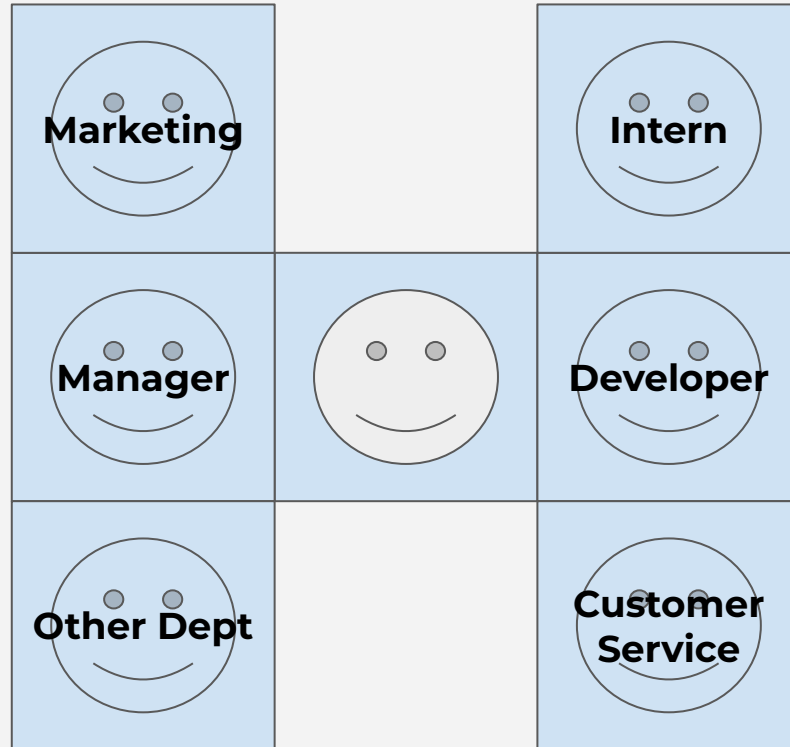 Marketing
Intern
Manager
Developer
Other Dept
Customer
Service